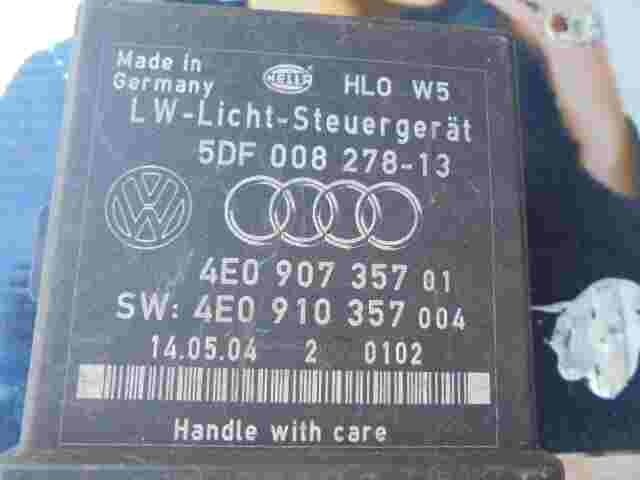 Made in
Germany HELLA HLO W5
LW-Licht-Steuergerät
5DF 008 278-13
4E0 907 357 01
SW: 4E0 910 357 004
14.05.04 2 0102
Handle with care